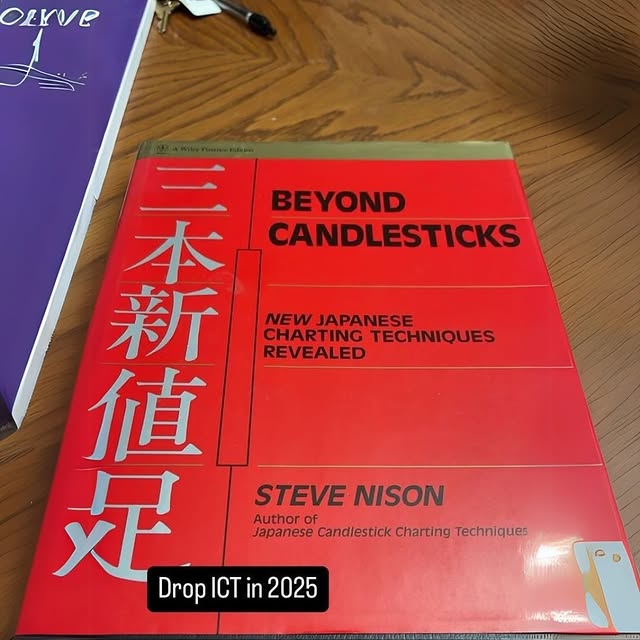 A Wiley Finance Edition
三本新値足
BEYOND
CANDLESTICKS
NEW JAPANESE
CHARTING TECHNIQUES
REVEALED
STEVE NISON
Author of
Japanese Candlestick Charting Techniques
Drop ICT in 2025